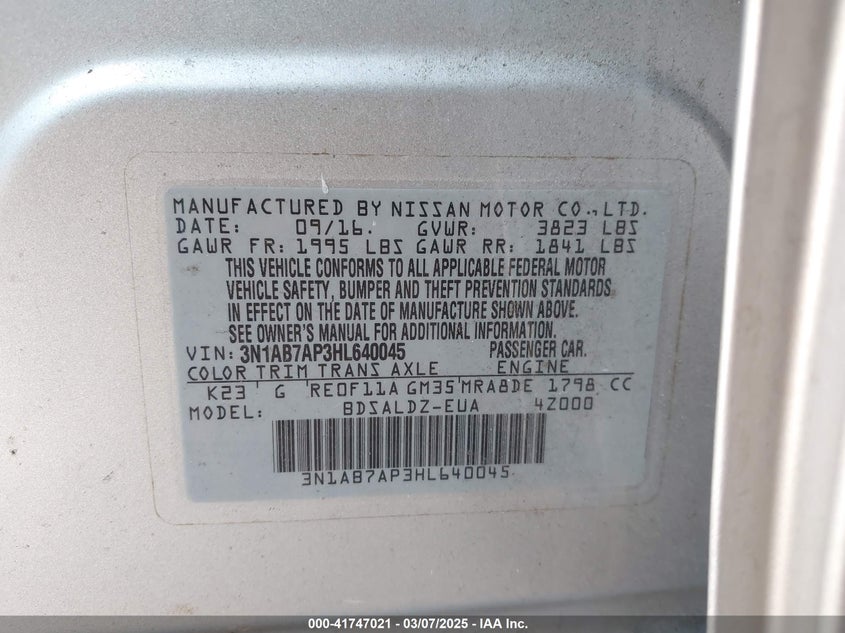 MANUFACTURED BY NISSAN MOTOR CO., LTD.
DATE: 09/16 GVWR: 3823 LBS
GAWR FR: 1995 LBS GAWR RR: 1841 LBS
THIS VEHICLE CONFORMS TO ALL APPLICABLE FEDERAL MOTOR
VEHICLE SAFETY, BUMPER AND THEFT PREVENTION STANDARDS
IN EFFECT ON THE DATE OF MANUFACTURE SHOWN ABOVE.
SEE OWNER'S MANUAL FOR ADDITIONAL INFORMATION.
VIN: 3N1AB7AP3HL640045 PASSENGER CAR.
COLOR TRIM TRANS AXLE ENGINE
K23 G RE0F11A GM35 MRA8DE 1798 CC
MODEL: BDSALDZ-EUA 4Z000
3N1AB7AP3HL640045
000-41747021 | 03/07/2025 | IAA Inc.